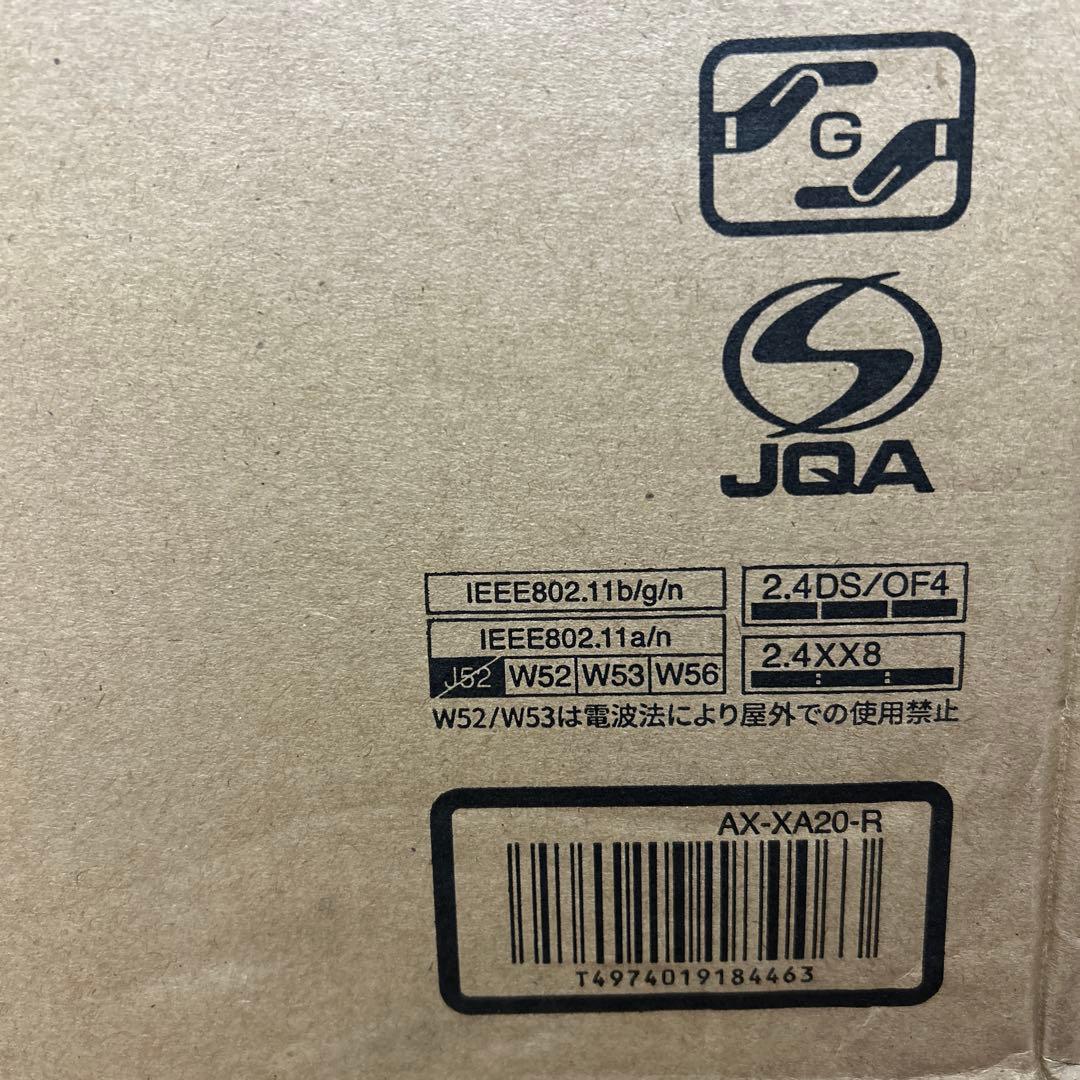 G
JQA
IEEE802.11b/g/n
2.4DS/OF4
IEEE802.11a/n
J52 W52 W53 W56
2.4XX8
W52/W53は電波法により屋外での使用禁止
AX-XA20-R
T4974019184463